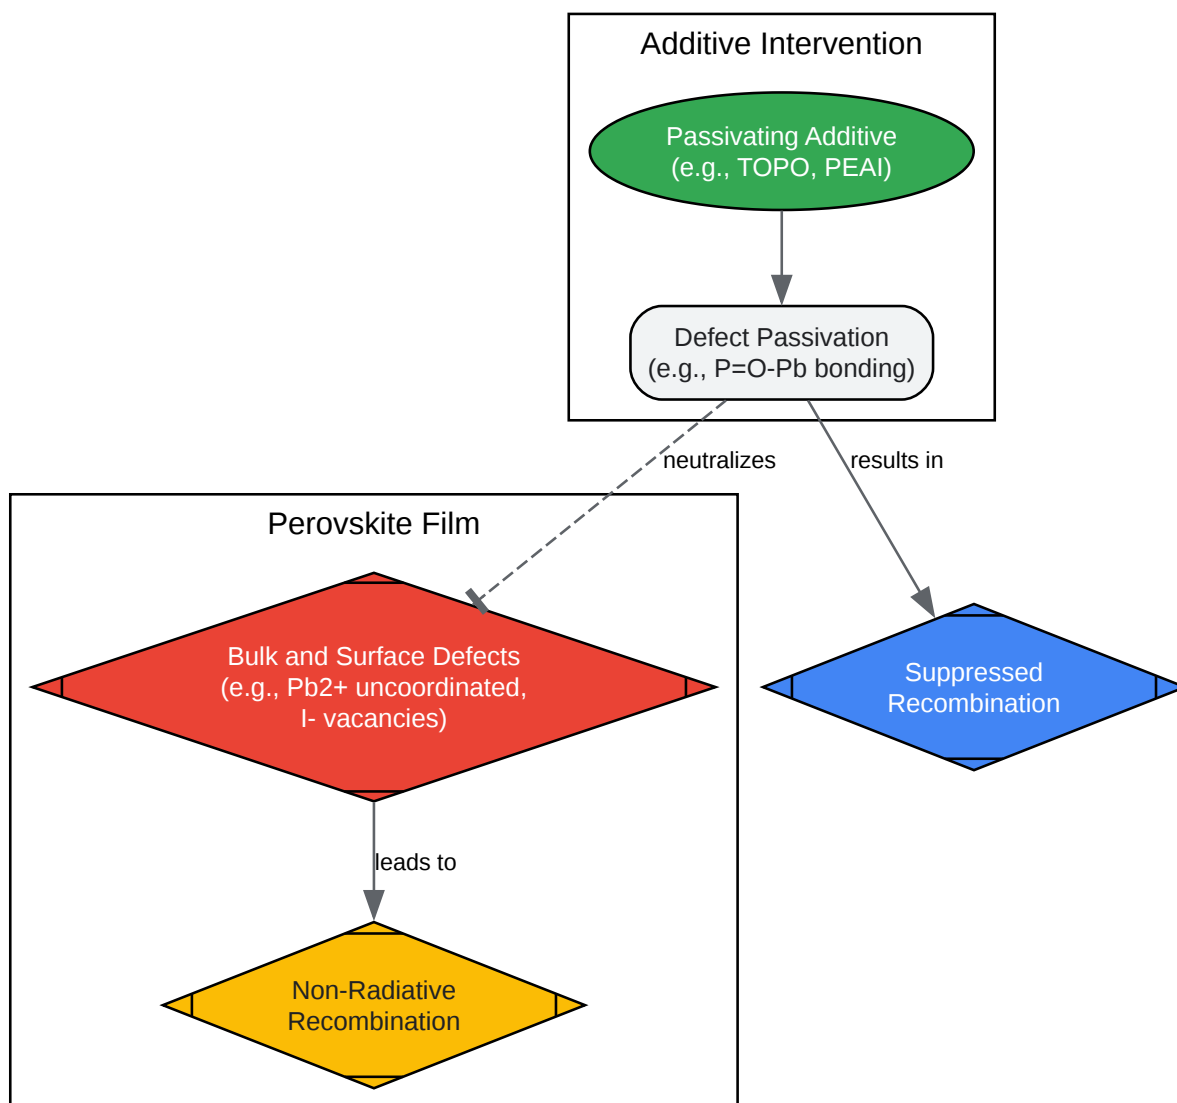 Additive Intervention
Passivating Additive
(e.g., TOPO, PEAI)
Defect Passivation
(e.g., P=O-Pb bonding)
neutralizes
results in
Perovskite Film
Bulk and Surface Defects
(e.g., Pb2+ uncoordinated,
I- vacancies)
Suppressed
Recombination
leads to
Non-Radiative
Recombination